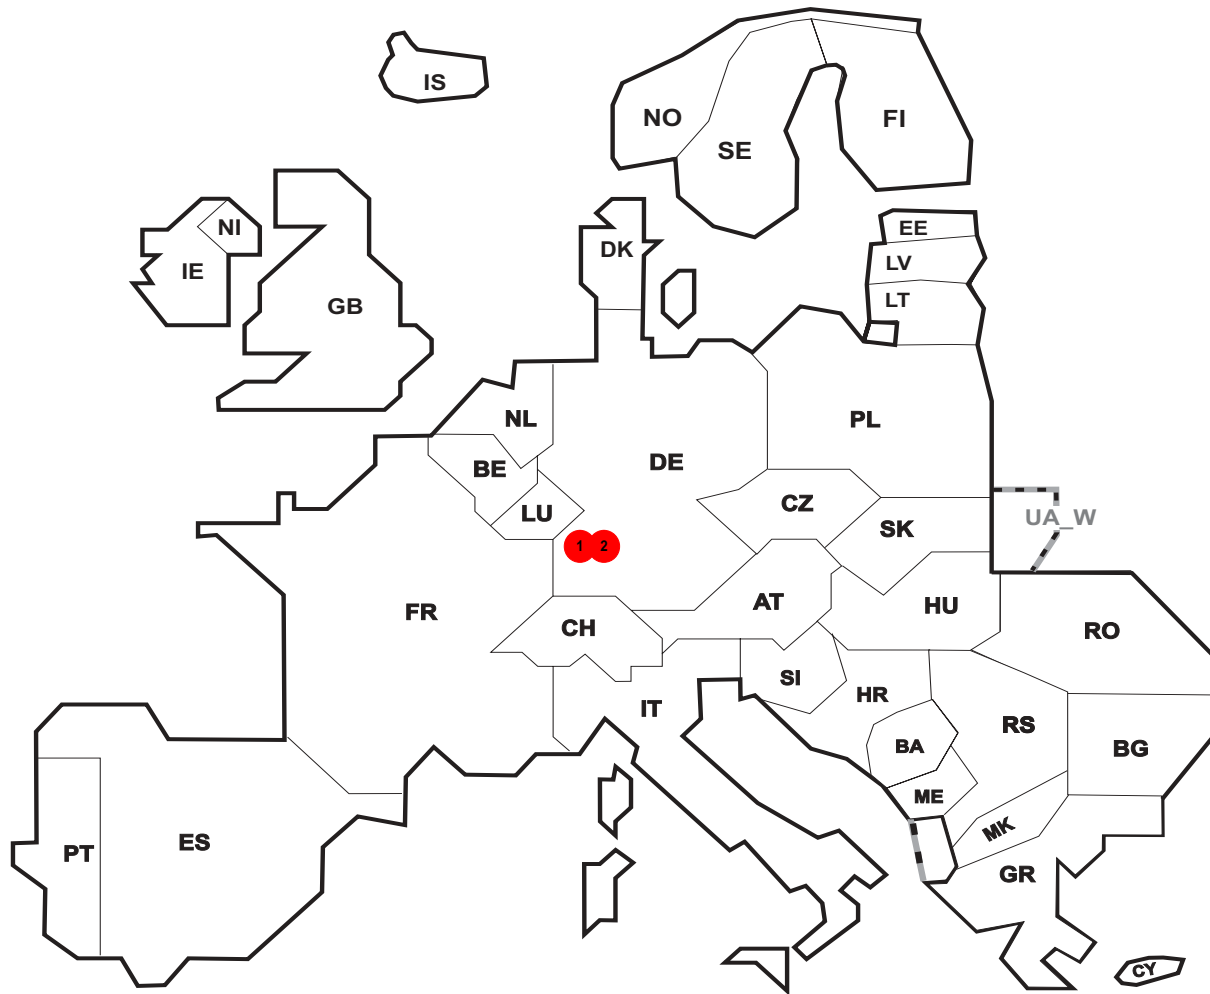 IS
NO
FI
SE
NI
EE
DK
LV
IE
LT
GB
NL
PL
DE
BE
CZ
LU
UA_W
SK
1 2
AT
HU
FR
CH
RO
SI
HR
IT
RS
BA
BG
ME
MK
ES
PT
GR
CY